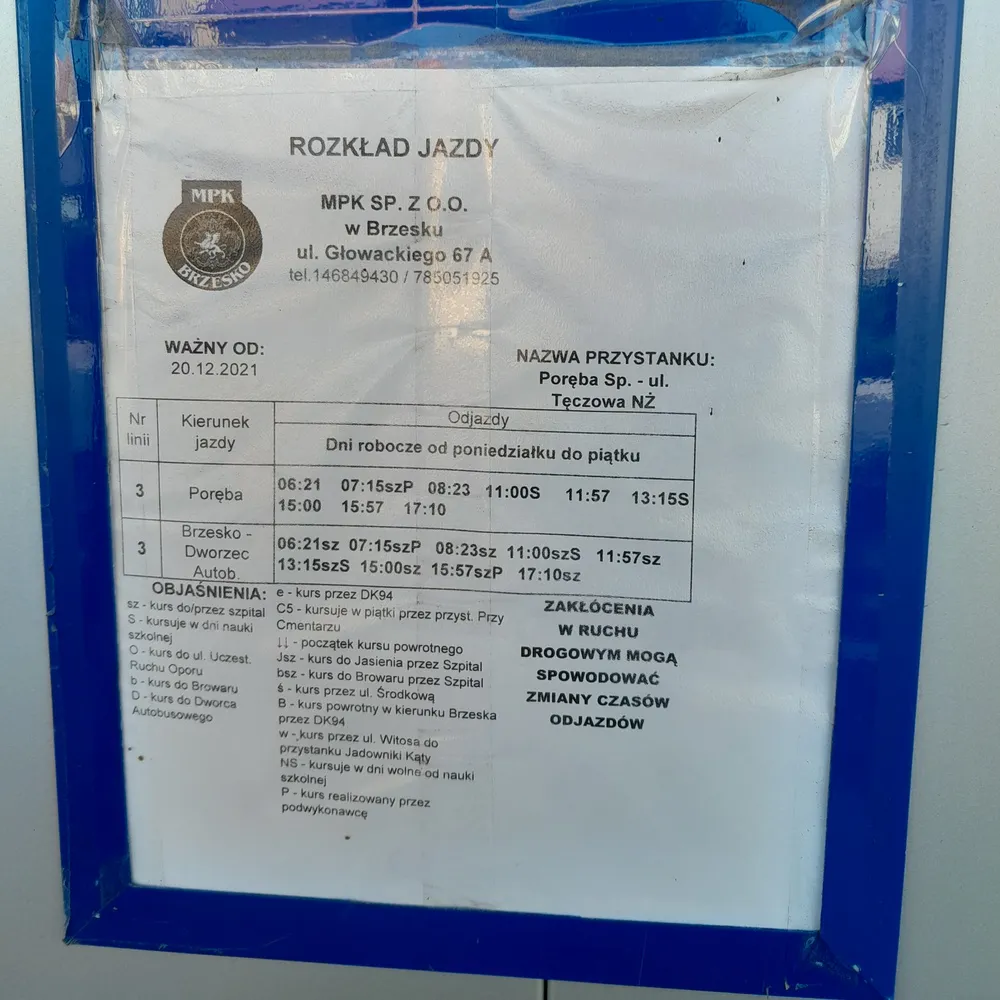 ROZKŁAD JAZDY
MPK
BRZESKO
MPK SP. Z O.O.
w Brzesku
ul. Głowackiego 67 A
tel.146849430 / 785051925
WAŻNY OD:
20.12.2021
NAZWA PRZYSTANKU:
Poręba Sp. - ul.
Tęczowa NŻ
Nr linii
Kierunek jazdy
Odjazdy
Dni robocze od poniedziałku do piątku
3 Poręba 06:21 07:15szP 08:23 11:00S 11:57 13:15S
15:00 15:57 17:10
3 Brzesko - Dworzec Autob. 06:21sz 07:15szP 08:23sz 11:00szS 11:57sz
13:15szS 15:00sz 15:57szP 17:10sz
OBJAŚNIENIA:
sz - kurs do/przez szpital
S - kursuje w dni nauki
szkolnej
O - kurs do ul. Uczest.
Ruchu Oporu
b - kurs do Browaru
D - kurs do Dworca
Autobusowego
e - kurs przez DK94
C5 - kursuje w piątki przez przyst. Przy
Cmentarzu
↓↓ - początek kursu powrotnego
Jsz - kurs do Jasienia przez Szpital
bsz - kurs do Browaru przez Szpital
ś - kurs przez ul. Środkową
B - kurs powrotny w kierunku Brzeska
przez DK94
w - kurs przez ul. Witosa do
przystanku Jadowniki Kąty
NS - kursuje w dni wolne od nauki
szkolnej
P - kurs realizowany przez
podwykonawcę
ZAKŁÓCENIA
W RUCHU
DROGOWYM MOGĄ
SPOWODOWAĆ
ZMIANY CZASÓW
ODJAZDÓW